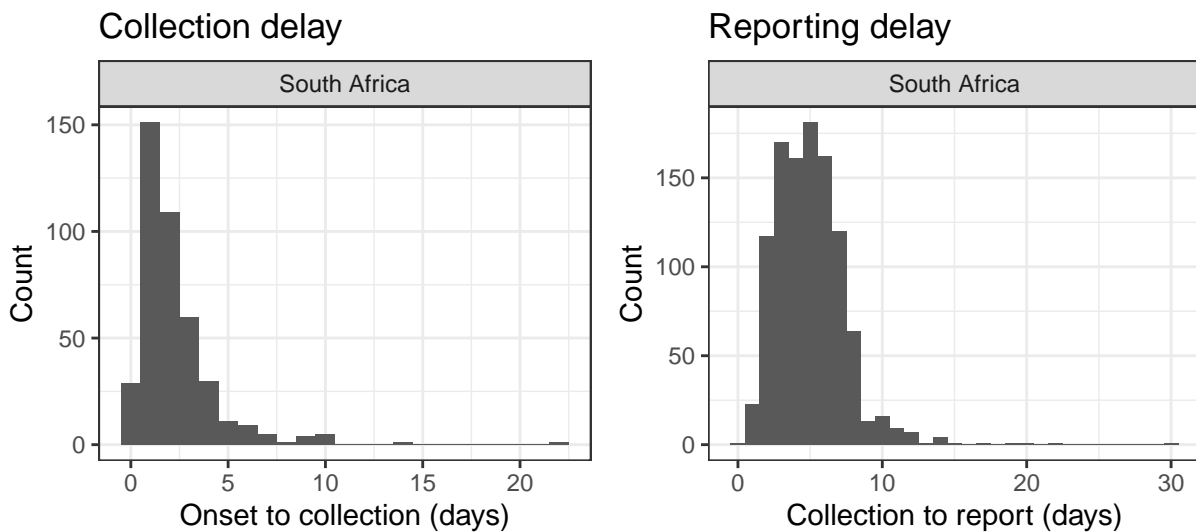 Collection delay
South Africa
150
100
50
0
Count
0 5 10 15 20
Onset to collection (days)
Reporting delay
South Africa
150
100
50
0
Count
0 10 20 30
Collection to report (days)